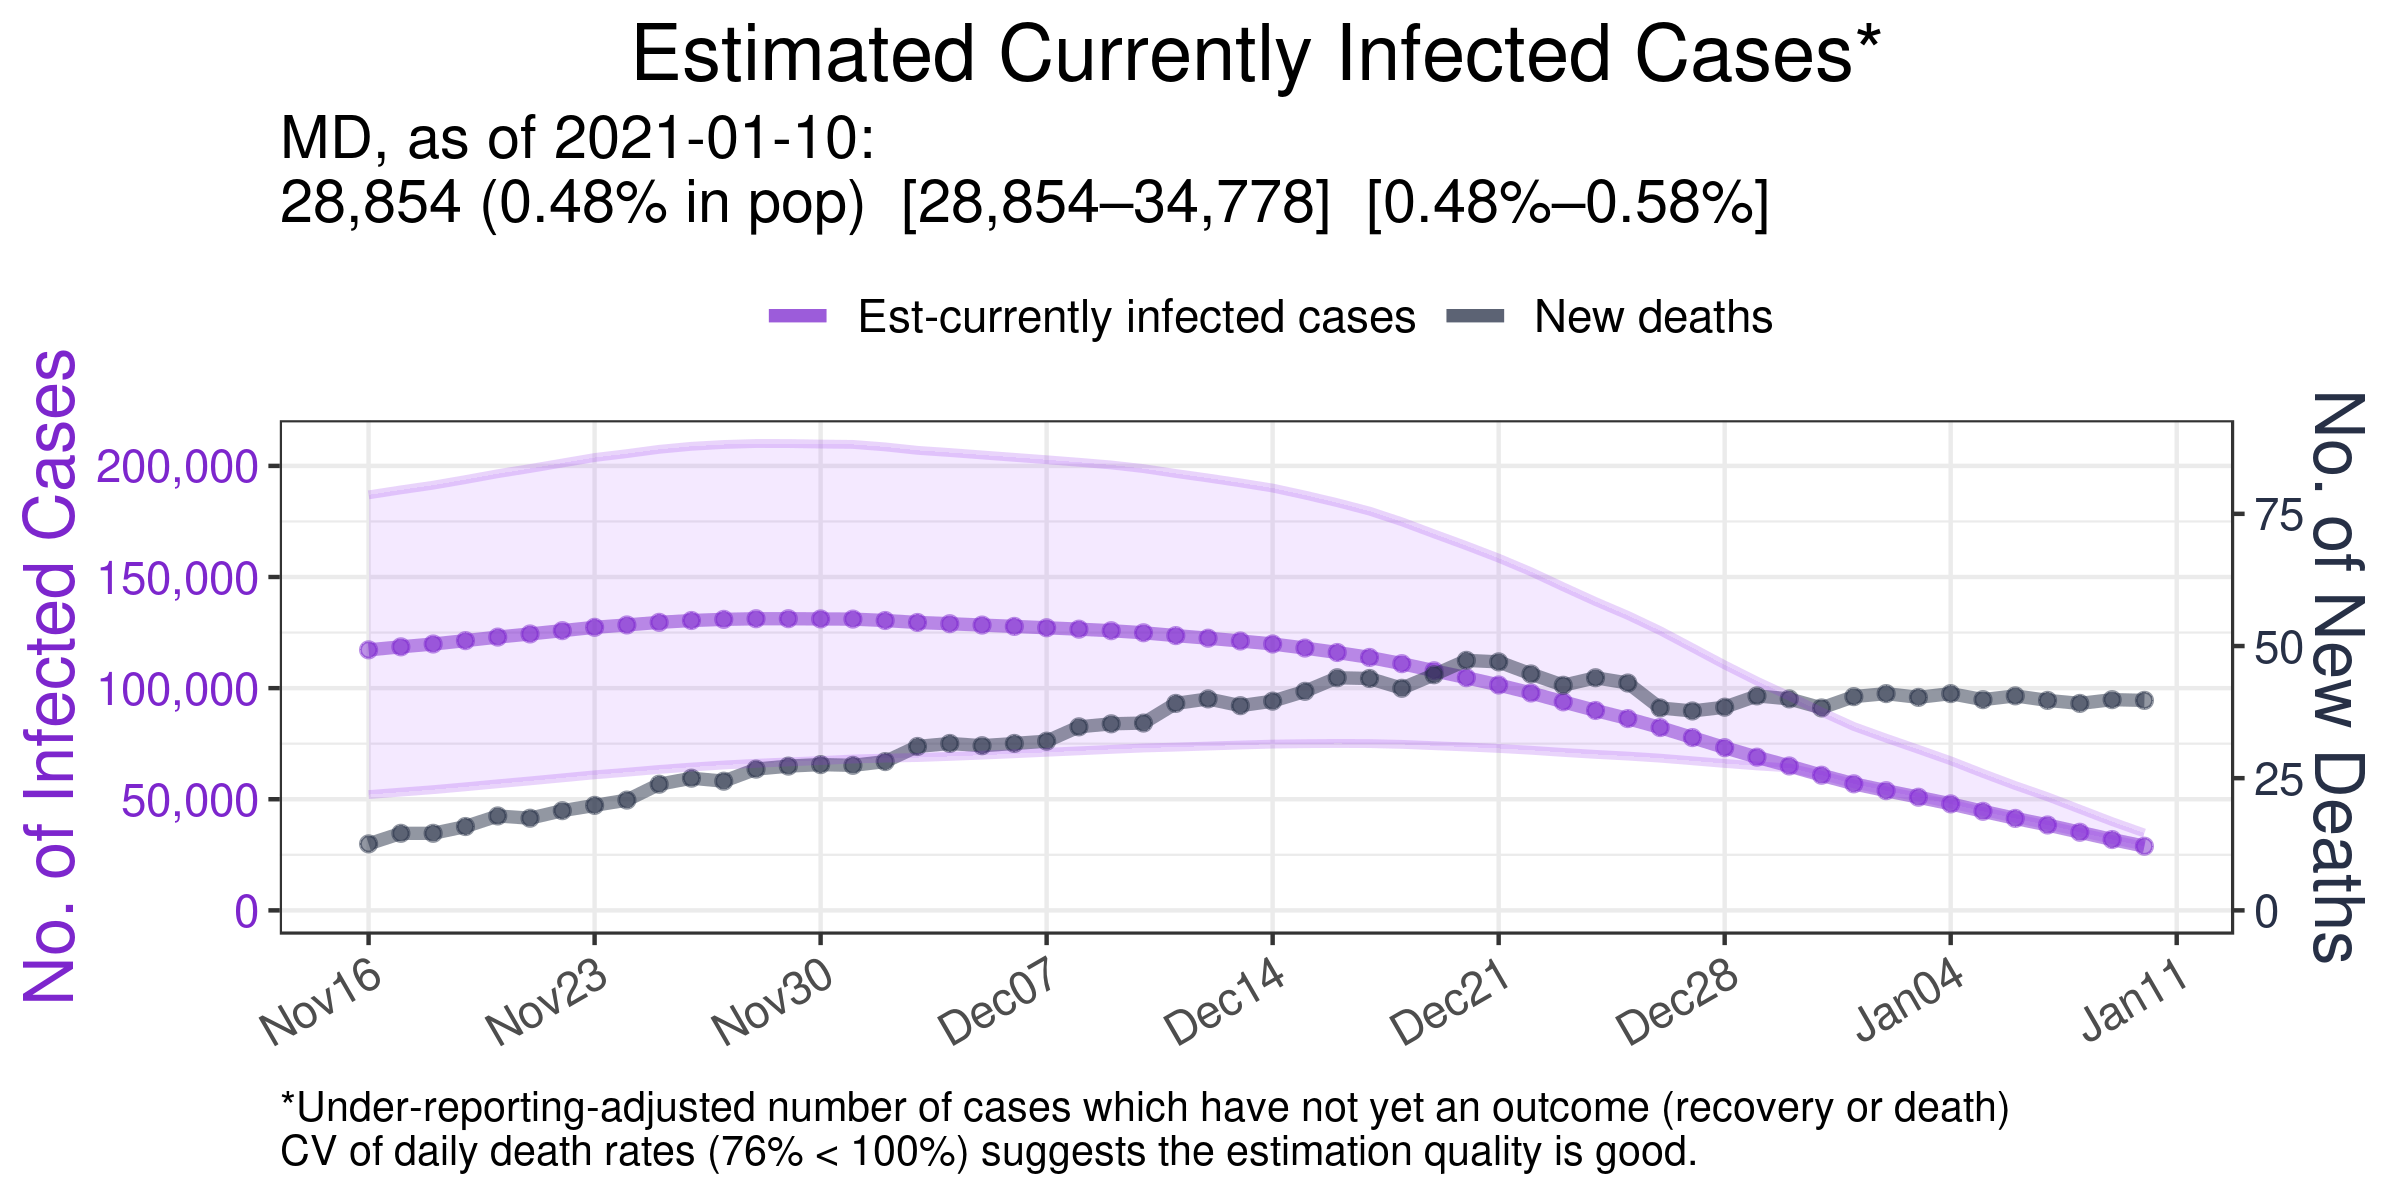 Estimated Currently Infected Cases*
MD, as of 2021-01-10:
28,854 (0.48% in pop)  [28,854–34,778]  [0.48%–0.58%]
Est-currently infected cases
New deaths
No. of Infected Cases
200,000
150,000
100,000
50,000
0
75
50
25
0
No. of New Deaths
Nov16
Nov23
Nov30
Dec07
Dec14
Dec21
Dec28
Jan04
Jan11
*Under-reporting-adjusted number of cases which have not yet an outcome (recovery or death)
CV of daily death rates (76% < 100%) suggests the estimation quality is good.